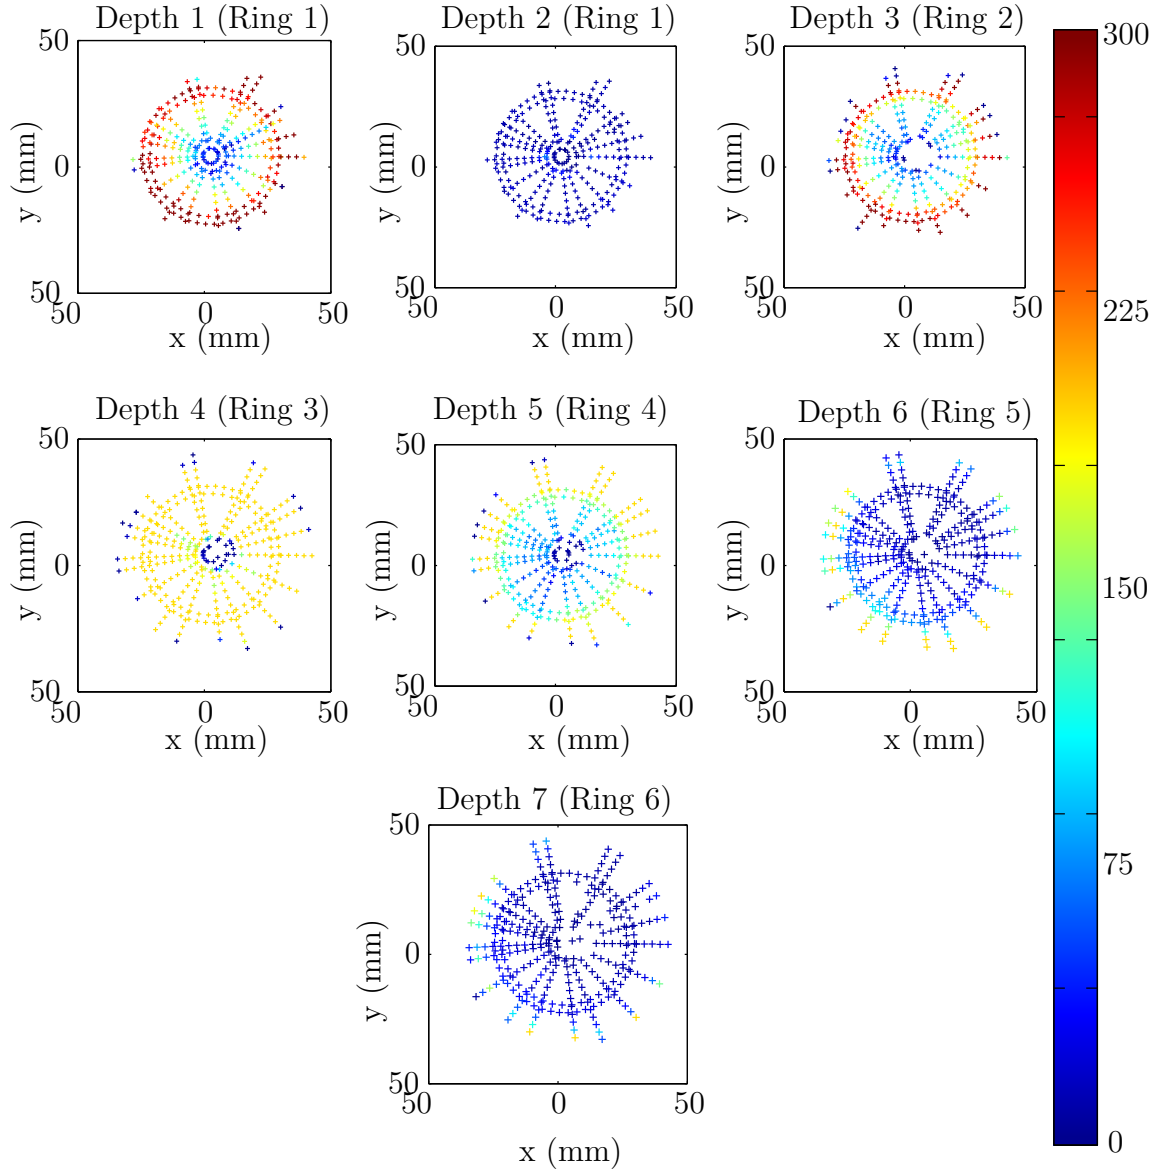 Depth 1 (Ring 1)
Depth 2 (Ring 1)
Depth 3 (Ring 2)
50
0
50
50
0
50
x (mm)
y (mm)
50
0
50
50
0
50
x (mm)
y (mm)
50
0
50
50
0
50
x (mm)
y (mm)
Depth 4 (Ring 3)
Depth 5 (Ring 4)
Depth 6 (Ring 5)
50
0
50
50
0
50
x (mm)
y (mm)
50
0
50
50
0
50
x (mm)
y (mm)
50
0
50
50
0
50
x (mm)
y (mm)
Depth 7 (Ring 6)
50
0
50
50
0
50
x (mm)
y (mm)
300
225
150
75
0